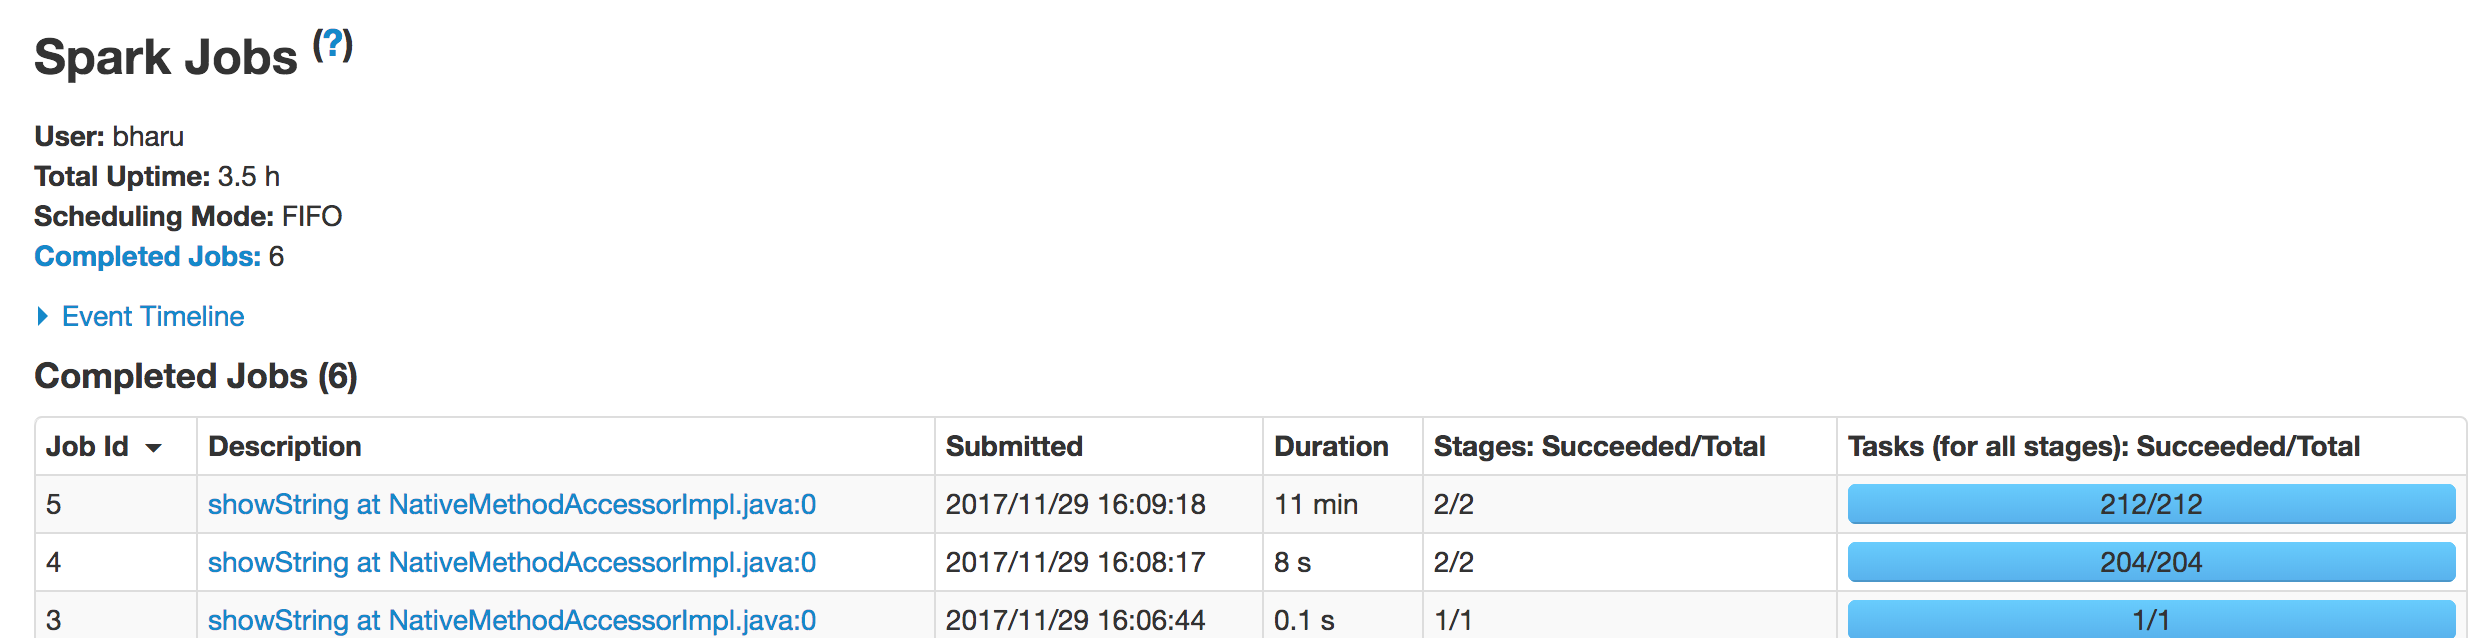 Spark Jobs (?)
User: bharu
Total Uptime: 3.5 h
Scheduling Mode: FIFO
Completed Jobs: 6
Event Timeline
Completed Jobs (6)
Job Id Description Submitted Duration Stages: Succeeded/Total Tasks (for all stages): Succeeded/Total
5 showString at NativeMethodAccessorImpl.java:0 2017/11/29 16:09:18 11 min 2/2 212/212
4 showString at NativeMethodAccessorImpl.java:0 2017/11/29 16:08:17 8 s 2/2 204/204
3 showString at NativeMethodAccessorImpl.java:0 2017/11/29 16:06:44 0.1 s 1/1 1/1